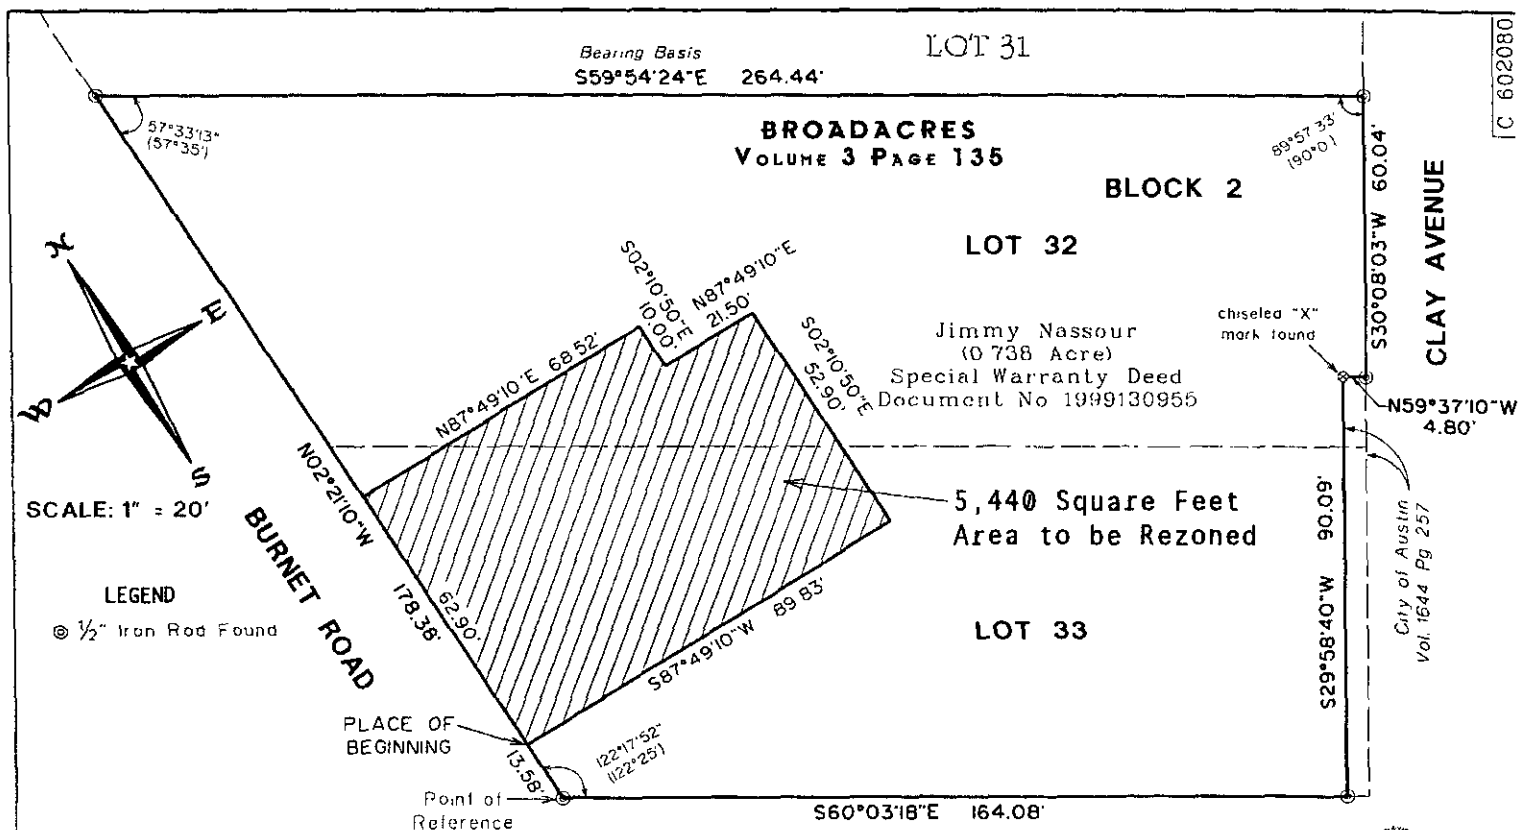 LOT 31
Bearing Basis
S59°54'24"E 264.44'
C 602080
57°33'13"
(57°35')
BROADACRES
VOLUME 3 PAGE 135
89°57'33'
(90°0')
BLOCK 2
LOT 32
S30°08'03"W 60.04'
CLAY AVENUE
N
E
W
S
S02°10'50"E
10.00'
N87°49'10"E
21.50'
S02°10'50"E
52.90'
N87°49'10'E 68 52'
Jimmy Nassour
(0 738 Acre)
Special Warranty Deed
Document No 1999130955
chiseled "X"
mark found
N59°37'10"W
4.80'
SCALE: 1" = 20'
N02°21'10"W 178.38'
62.90'
BURNET ROAD
5,440 Square Feet
Area to be Rezoned
S29°58'40"W 90.09'
City of Austin
Vol. 1644 Pg 257
LEGEND
1/2" Iron Rod Found
S87°49'10"W 89 83'
LOT 33
PLACE OF
BEGINNING
13.58'
122°17'52"
(122°25')
Point of
Reference
S60°03'18"E 164.08'